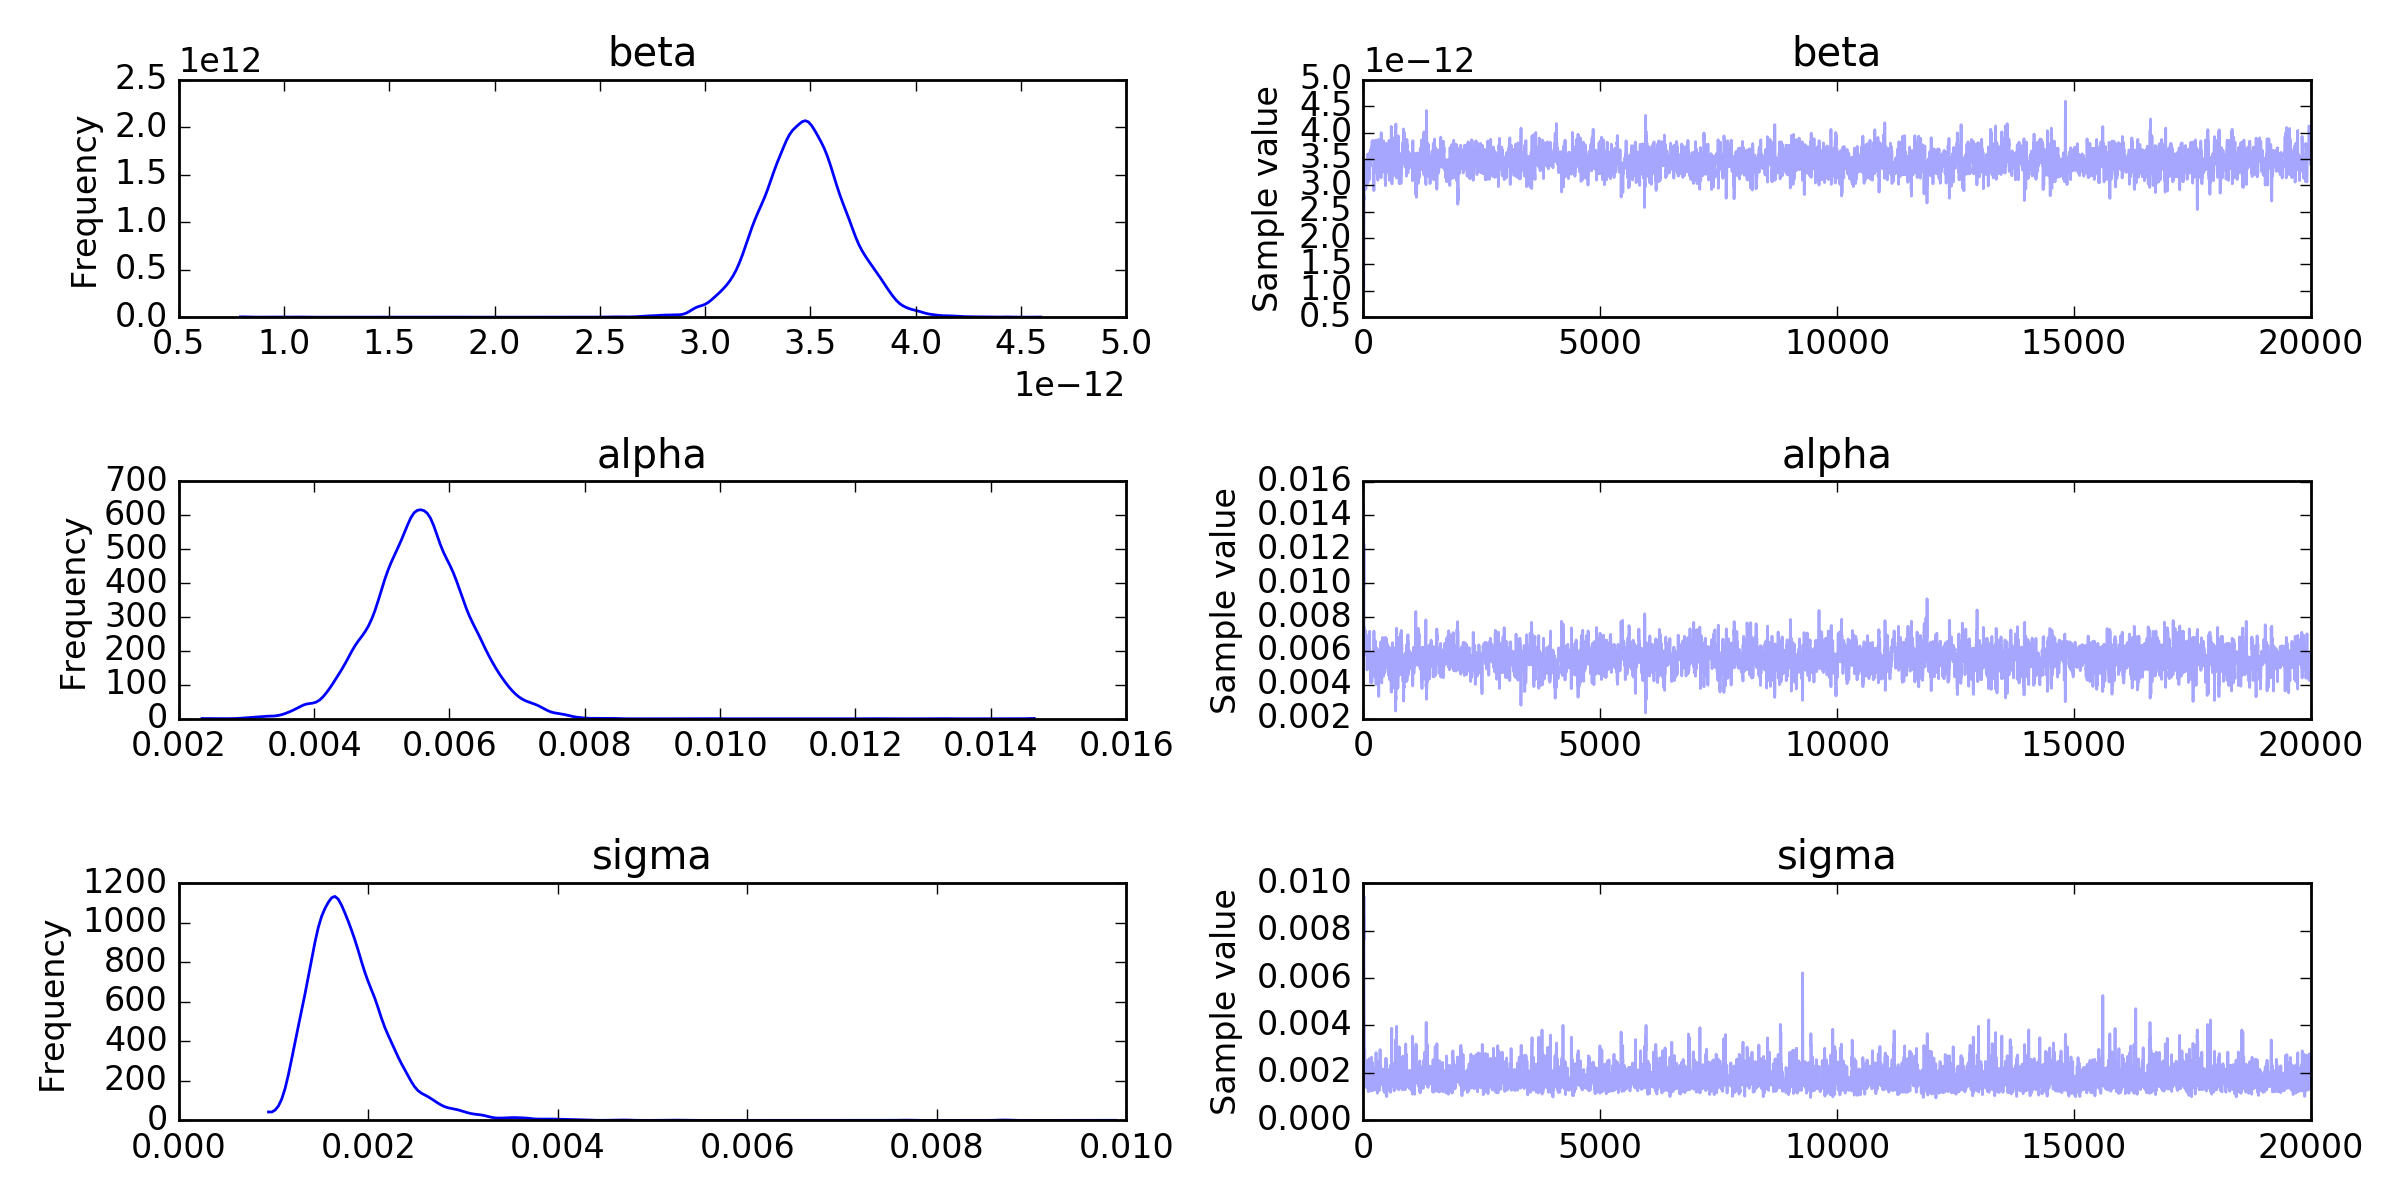 beta
1e12
2.5
2.0
1.5
1.0
0.5
0.0
Frequency
0.5 1.0 1.5 2.0 2.5 3.0 3.5 4.0 4.5 5.0
1e−12
beta
1e−12
5.0
4.5
4.0
3.5
3.0
2.5
2.0
1.5
1.0
0.5
Sample value
0 5000 10000 15000 20000
alpha
700
600
500
400
300
200
100
0
Frequency
0.002 0.004 0.006 0.008 0.010 0.012 0.014 0.016
alpha
0.016
0.014
0.012
0.010
0.008
0.006
0.004
0.002
Sample value
0 5000 10000 15000 20000
sigma
1200
1000
800
600
400
200
0
Frequency
0.000 0.002 0.004 0.006 0.008 0.010
sigma
0.010
0.008
0.006
0.004
0.002
0.000
Sample value
0 5000 10000 15000 20000